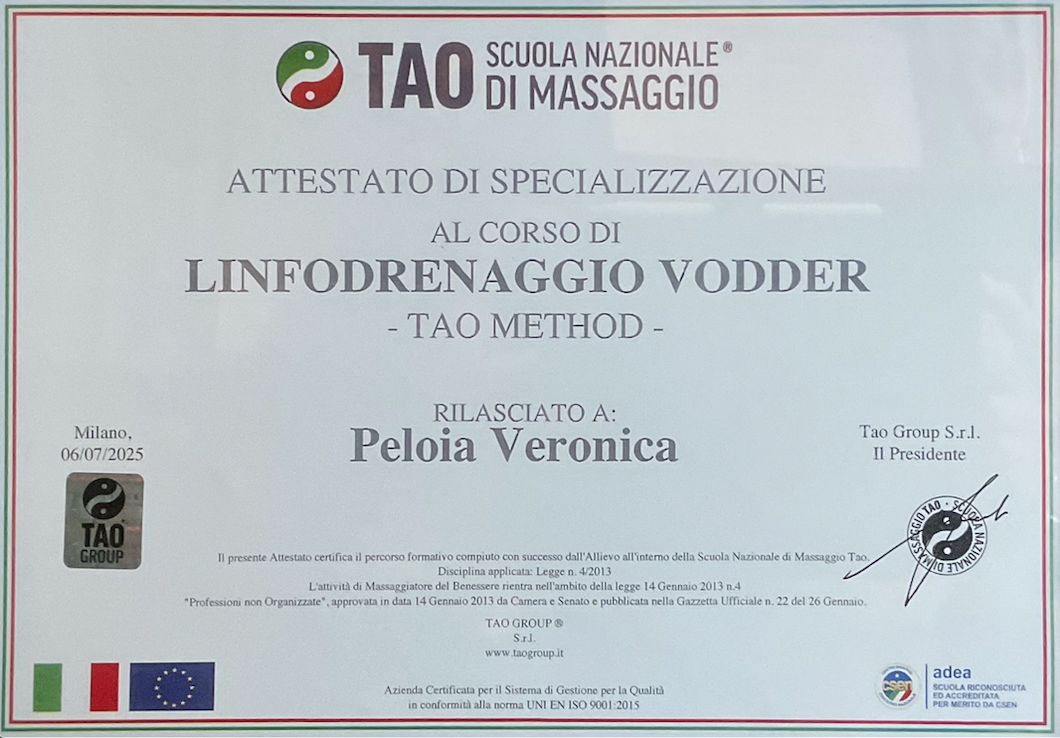 TAO SCUOLA NAZIONALE®
DI MASSAGGIO
ATTESTATO DI SPECIALIZZAZIONE
AL CORSO DI
LINFODRENAGGIO VODDER
- TAO METHOD -
RILASCIATO A:
Peloia Veronica
Milano,
06/07/2025
TAO
GROUP
Tao Group S.r.l.
Il Presidente
SCUOLA NAZIONALE DI MASSAGGIO TAO
Il presente Attestato certifica il percorso formativo compiuto con successo dall'Allievo all'interno della Scuola Nazionale di Massaggio Tao.
Disciplina applicata: Legge n. 4/2013
L'attività di Massaggiatore del Benessere rientra nell'ambito della legge 14 Gennaio 2013 n.4
"Professioni non Organizzate", approvata in data 14 Gennaio 2013 da Camera e Senato e pubblicata nella Gazzetta Ufficiale n. 22 del 26 Gennaio.
TAO GROUP ®
S.r.l.
www.taogroup.it
Azienda Certificata per il Sistema di Gestione per la Qualità
in conformità alla norma UNI EN ISO 9001:2015
csen
adea
SCUOLA RICONOSCIUTA
ED ACCREDITATA
PER MERITO DA CSEN